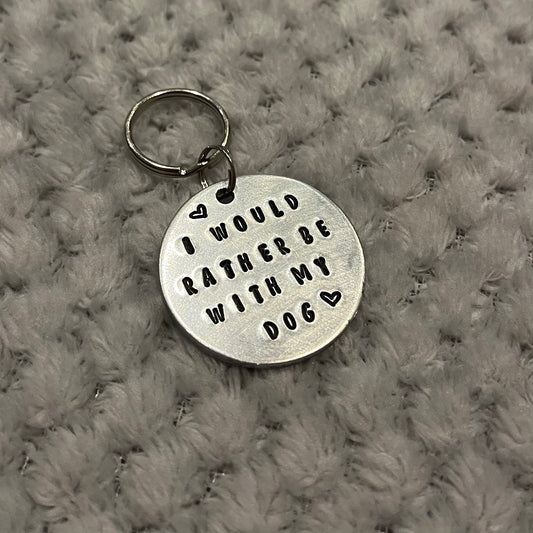 I WOULD
RATHER BE
WITH MY
DOG